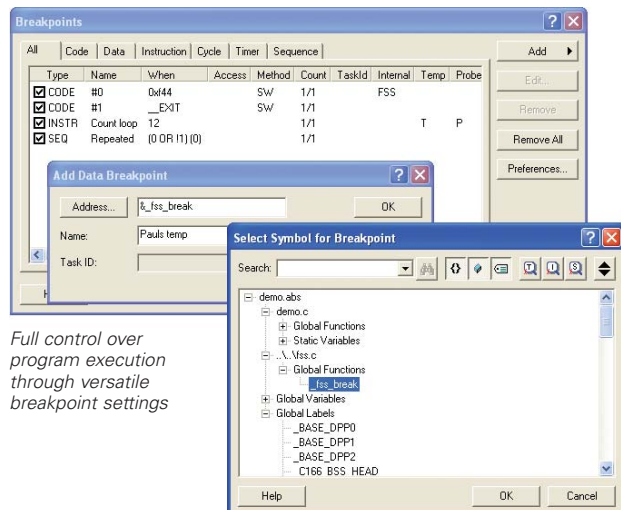 Breakpoints
All Code Data Instruction Cycle Timer Sequence
Type Name When Access Method Count TaskId Internal Temp Probe
CODE #0 0xf44 SW 1/1 FSS
CODE #1 __EXIT SW 1/1
INSTR Count loop 12 1/1 T P
SEQ Repeated (0 OR !1) (0) 1/1
Add
Edit...
Remove
Remove All
Preferences...
Add Data Breakpoint
Address... &_fss_break OK
Name: Pauls temp
Task ID:
Select Symbol for Breakpoint
Search:
demo.abs
demo.c
Global Functions
Static Variables
..\..\fss.c
Global Functions
_fss_break
Global Variables
Global Labels
_BASE_DPP0
_BASE_DPP1
_BASE_DPP2
C166_BSS_HEAD
Help OK Cancel
Full control over
program execution
through versatile
breakpoint settings